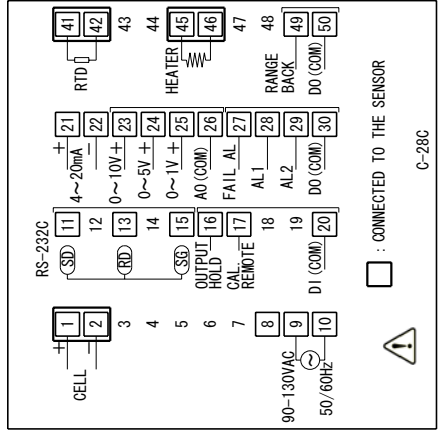 CELL
+
-
1
2
3
4
5
6
7
8
90-130VAC
9
50/60Hz
10
RS-232C
SD
11
12
RD
13
14
SG
15
OUTPUT
HOLD
16
CAL.
REMOTE
17
18
19
DI(COM)
20
+
21
4~20mA
-
22
0~10V+
23
0~5V+
24
0~1V+
25
AO(COM)
26
FAIL AL
27
AL1
28
AL2
29
DO(COM)
30
RTD
41
42
43
44
HEATER
45
46
47
48
RANGE
BACK
49
DO(COM)
50
!
: CONNECTED TO THE SENSOR
C-28C